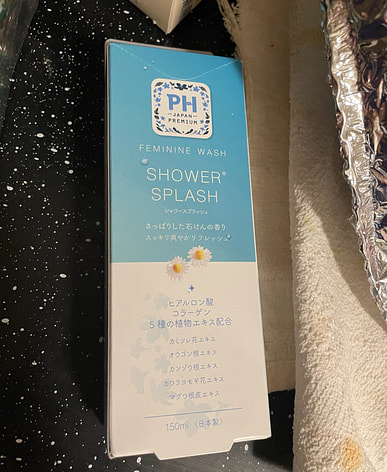 PH
JAPAN
PREMIUM
FEMININE WASH
SHOWER
SPLASH
シャワースプラッシュ
さっぱりした石けんの香り
スッキリ爽やかリフレッシュ
ヒアルロン酸
コラーゲン
5種の植物エキス配合
カミツレ花エキス
オウゴン根エキス
カンゾウ根エキス
カワラヨモギ花エキス
マグワ根皮エキス
150ml（日本製）